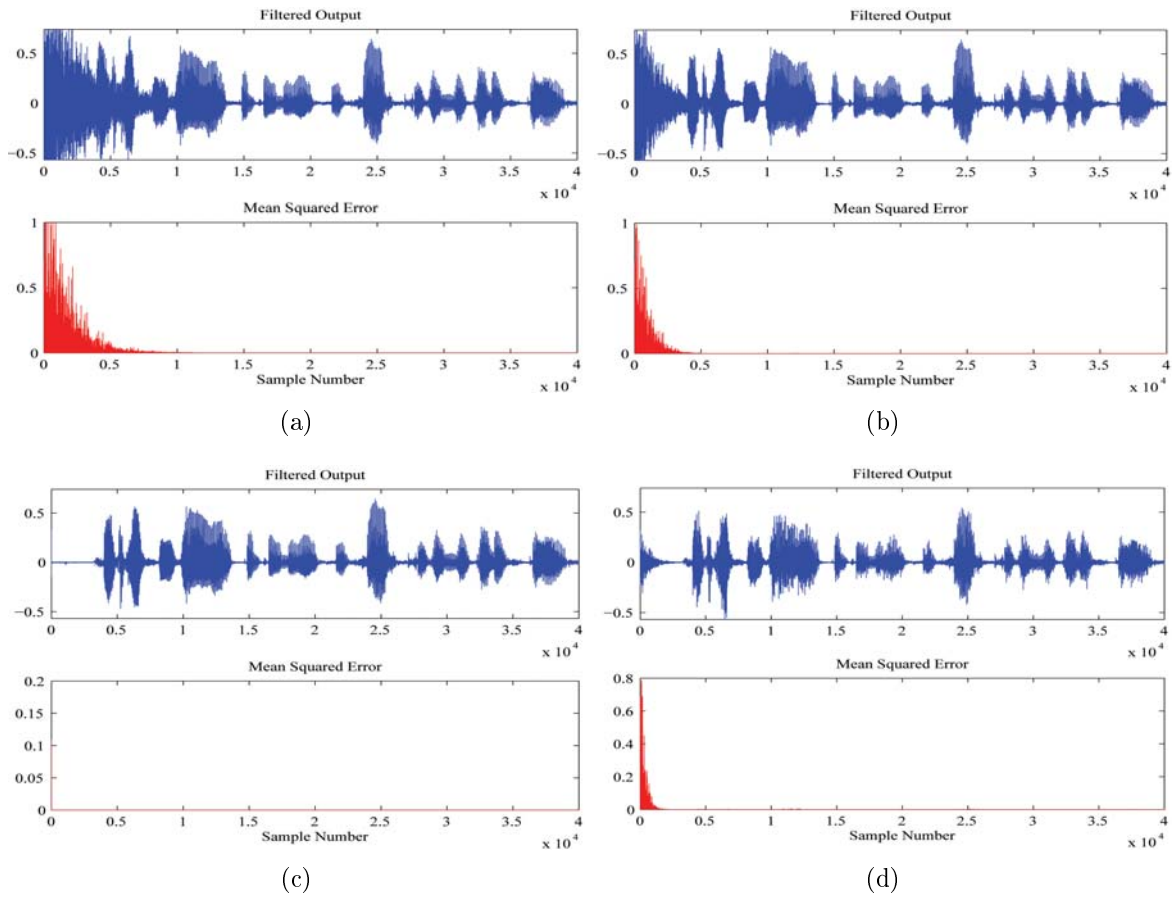 Filtered Output
0.5
0
−0.5
0 0.5 1 1.5 2 2.5 3 3.5 4
x 10^4
Mean Squared Error
1
0.5
0
0 0.5 1 1.5 2 2.5 3 3.5 4
Sample Number
x 10^4
(a)
Filtered Output
0.5
0
−0.5
0 0.5 1 1.5 2 2.5 3 3.5 4
x 10^4
Mean Squared Error
1
0.5
0
0 0.5 1 1.5 2 2.5 3 3.5 4
Sample Number
x 10^4
(b)
Filtered Output
0.5
0
−0.5
0 0.5 1 1.5 2 2.5 3 3.5 4
x 10^4
Mean Squared Error
0.2
0.15
0.1
0.05
0
0 0.5 1 1.5 2 2.5 3 3.5 4
Sample Number
x 10^4
(c)
Filtered Output
0.5
0
−0.5
0 0.5 1 1.5 2 2.5 3 3.5 4
x 10^4
Mean Squared Error
0.8
0.6
0.4
0.2
0
0 0.5 1 1.5 2 2.5 3 3.5 4
Sample Number
x 10^4
(d)